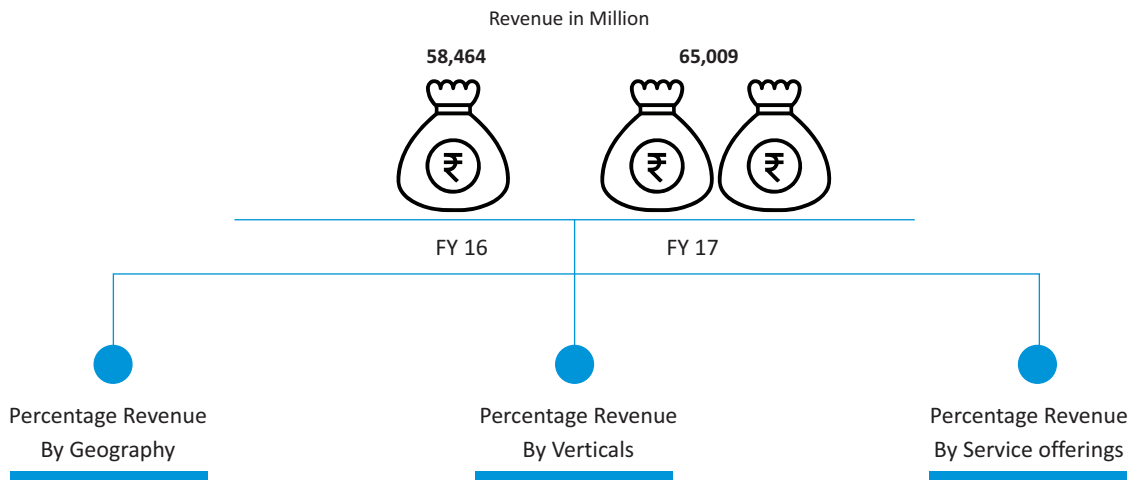 Revenue in Million
58,464
65,009
₹
₹
₹
FY 16
FY 17
Percentage Revenue
By Geography
Percentage Revenue
By Verticals
Percentage Revenue
By Service offerings